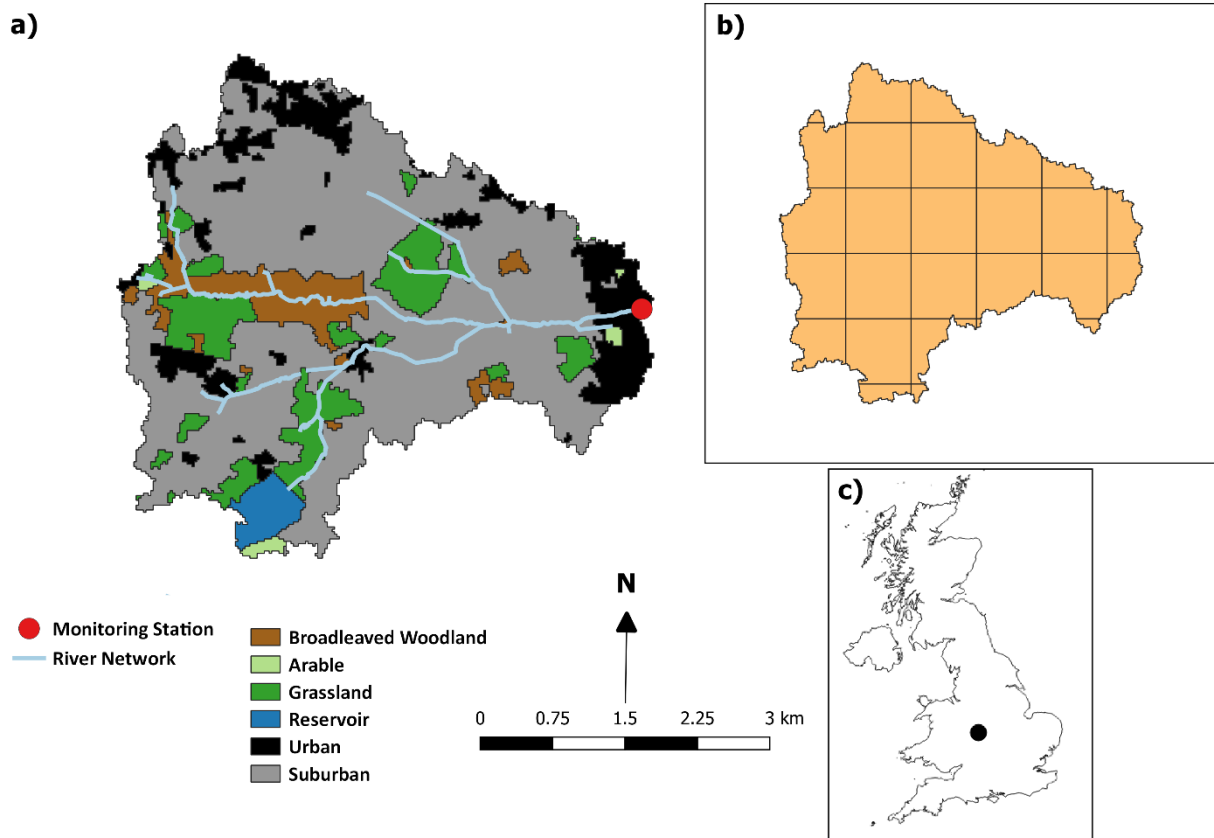 a)
b)
c)
N
Monitoring Station
River Network
Broadleaved Woodland
Arable
Grassland
Reservoir
Urban
Suburban
0 0.75 1.5 2.25 3 km